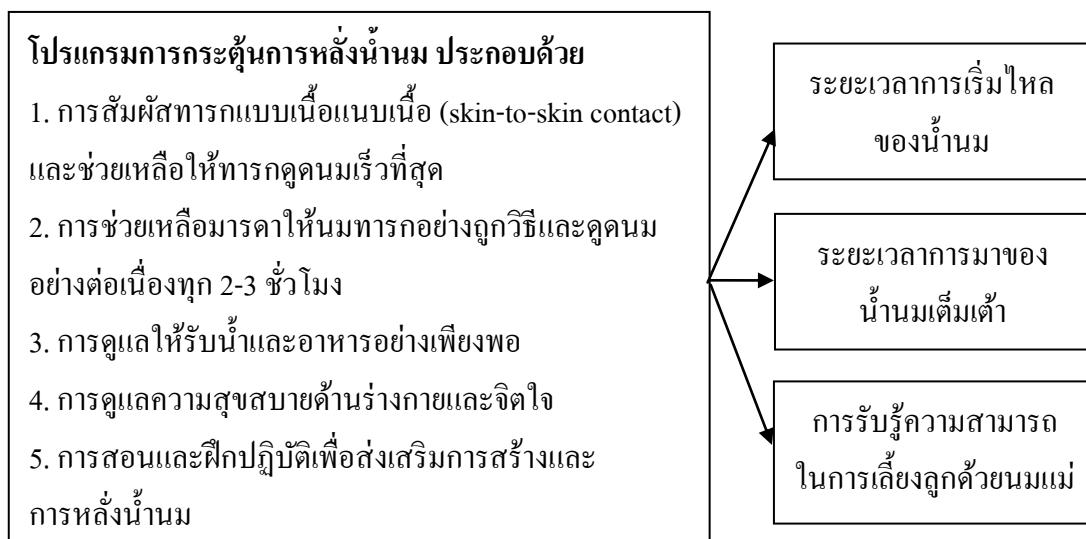 โปรแกรมการกระตุ้นการหลั่งน้ำนม ประกอบด้วย
1. การสัมผัสทารกแบบเนื้อแนบเนื้อ (skin-to-skin contact)
และช่วยเหลือให้ทารกดูดนมเร็วที่สุด
2. การช่วยเหลือมารดาให้นมทารกอย่างถูกวิธีและดูดนม
อย่างต่อเนื่องทุก 2-3 ชั่วโมง
3. การดูแลให้รับน้ำและอาหารอย่างเพียงพอ
4. การดูแลความสุขสบายด้านร่างกายและจิตใจ
5. การสอนและฝึกปฏิบัติเพื่อส่งเสริมการสร้างและ
การหลั่งน้ำนม
ระยะเวลาการเริ่มไหล
ของน้ำนม
ระยะเวลาการมาของ
น้ำนมเต็มเต้า
การรับรู้ความสามารถ
ในการเลี้ยงลูกด้วยนมแม่